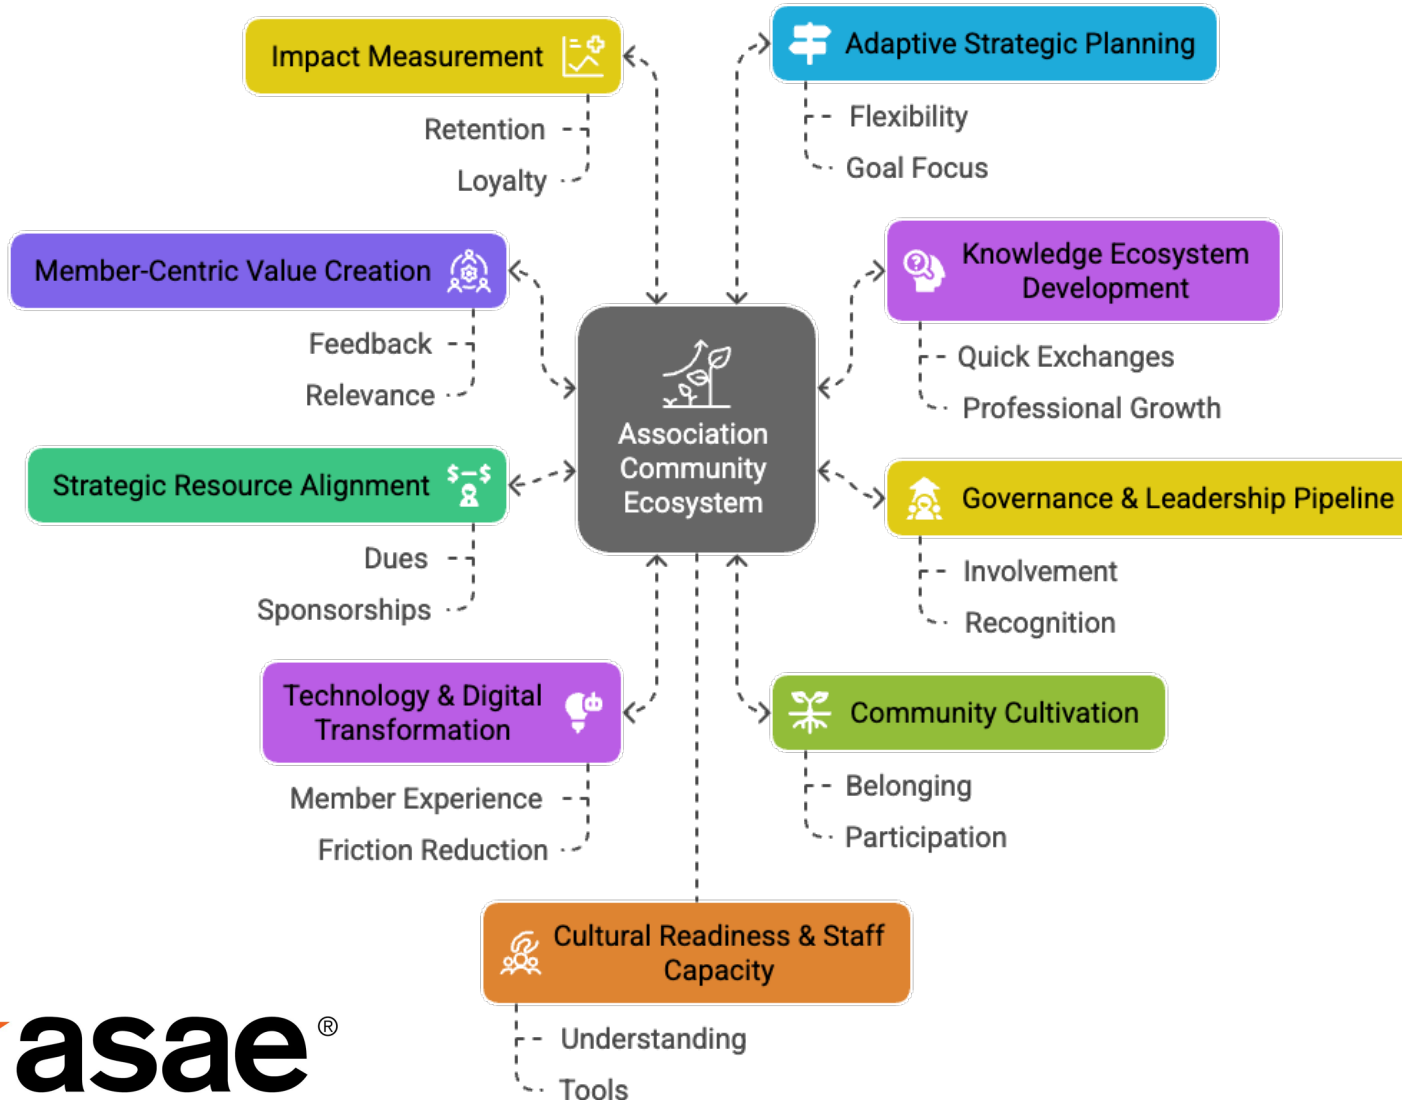 Impact Measurement
Retention
Loyalty
Adaptive Strategic Planning
Flexibility
Goal Focus
Member-Centric Value Creation
Feedback
Relevance
Knowledge Ecosystem
Development
Quick Exchanges
Professional Growth
Association
Community
Ecosystem
Strategic Resource Alignment
$–$
Dues
Sponsorships
Governance & Leadership Pipeline
Involvement
Recognition
Technology & Digital
Transformation
Member Experience
Friction Reduction
Community Cultivation
Belonging
Participation
Cultural Readiness & Staff
Capacity
Understanding
Tools
asae®